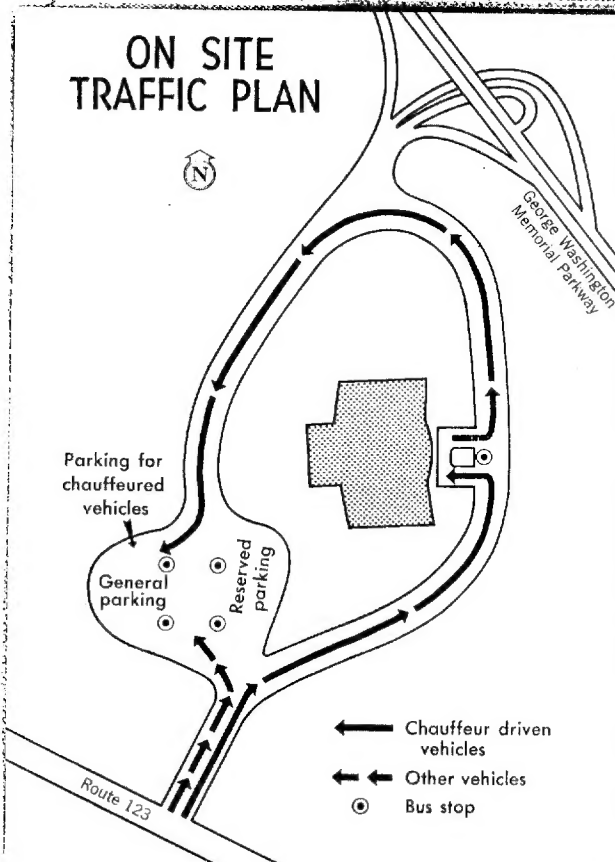 ON SITE
TRAFFIC PLAN
N
George Washington
Memorial Parkway
Parking for
chauffeured
vehicles
General
parking
Reserved
parking
Chauffeur driven
vehicles
Other vehicles
Bus stop
Route 123